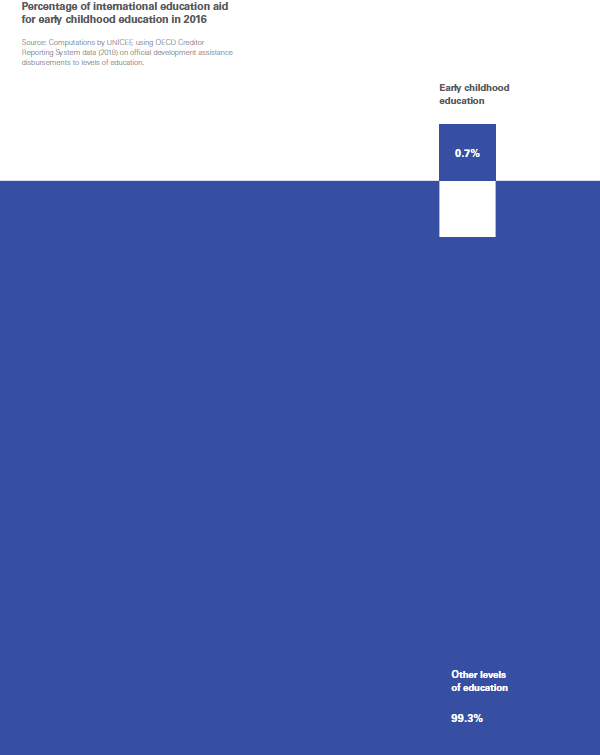 Percentage of international education aid
for early childhood education in 2016
Source: Computations by UNICEF, using OECD Creditor
Reporting System data (2018) on official development assistance
disbursements to levels of education.
Early childhood
education
0.7%
Other levels
of education
99.3%